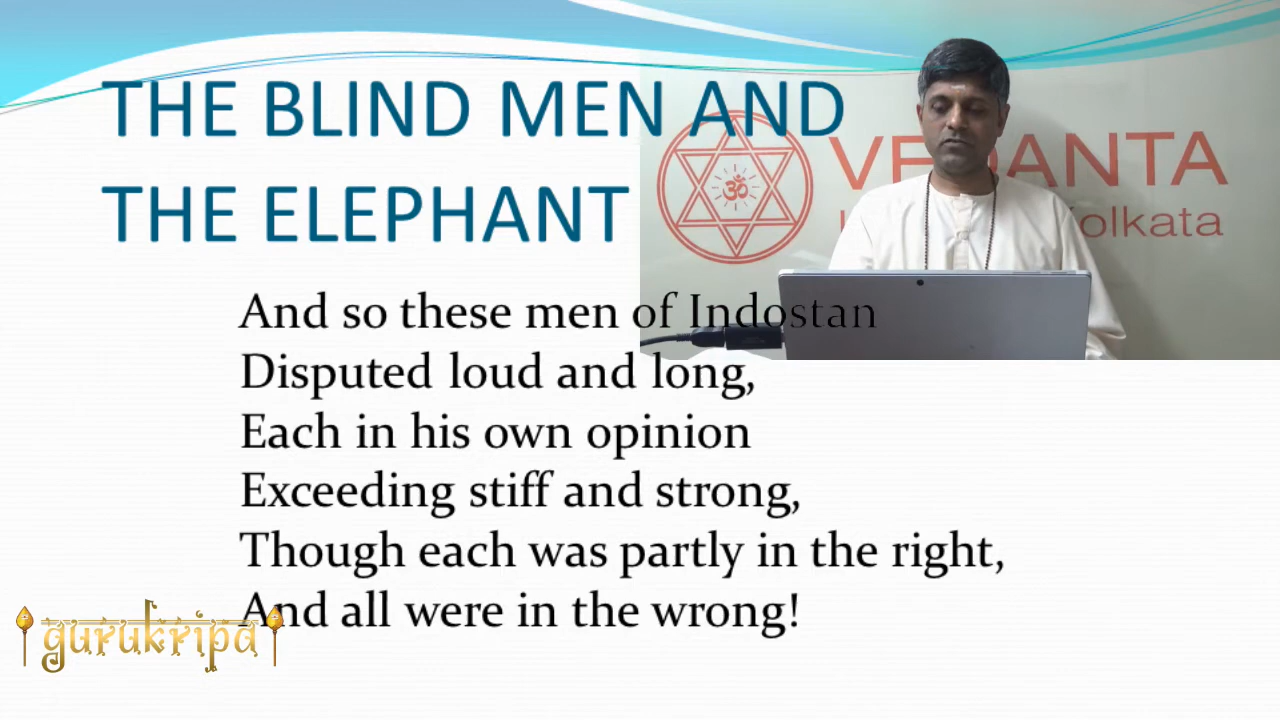 THE BLIND MEN AND
THE ELEPHANT
VEDANTA
Kolkata
ॐ
And so these men of Indostan
Disputed loud and long,
Each in his own opinion
Exceeding stiff and strong,
Though each was partly in the right,
And all were in the wrong!
gurukripa